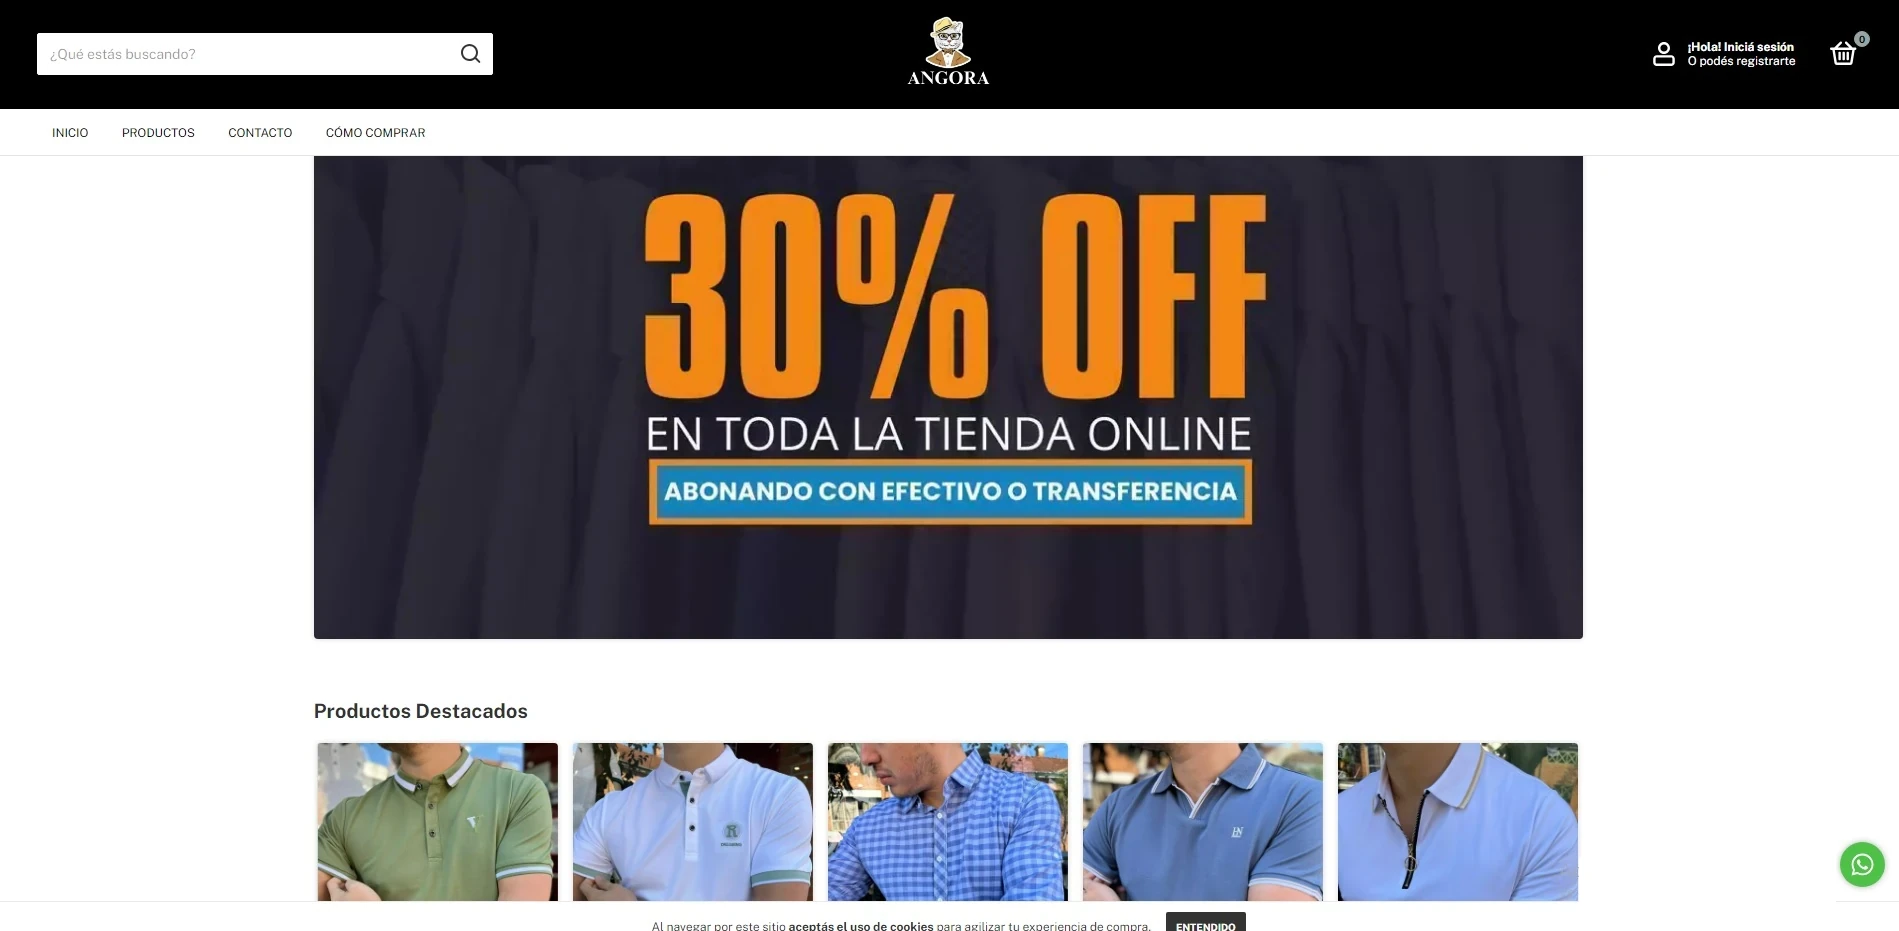 ¿Qué estás buscando?
ANGORA
¡Hola! Iniciá sesión
O podés registrarte
0
INICIO
PRODUCTOS
CONTACTO
CÓMO COMPRAR
30% OFF
EN TODA LA TIENDA ONLINE
ABONANDO CON EFECTIVO O TRANSFERENCIA
Productos Destacados
Al navegar por este sitio aceptás el uso de cookies para agilizar tu experiencia de compra.
ENTENDIDO